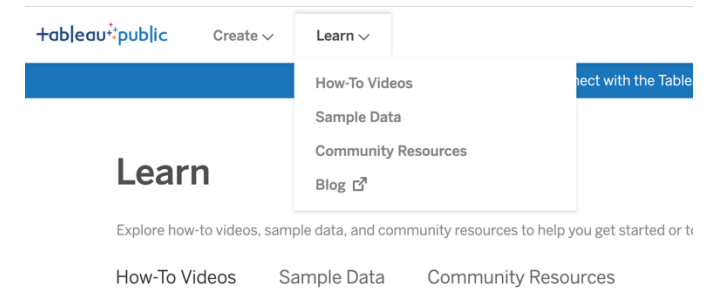 +ableau public Create Learn
How-To Videos
nect with the Table
Sample Data
Community Resources
Blog
Learn
Explore how-to videos, sample data, and community resources to help you get started or to
How-To Videos Sample Data Community Resources